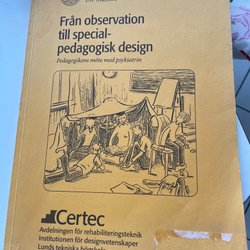 Från observation
till special-
pedagogisk design
Pedagogikens möte med psykiatrin
Certec
Avdelningen för rehabiliteringsteknik
Institutionen för designvetenskaper
Lunds tekniska högskola